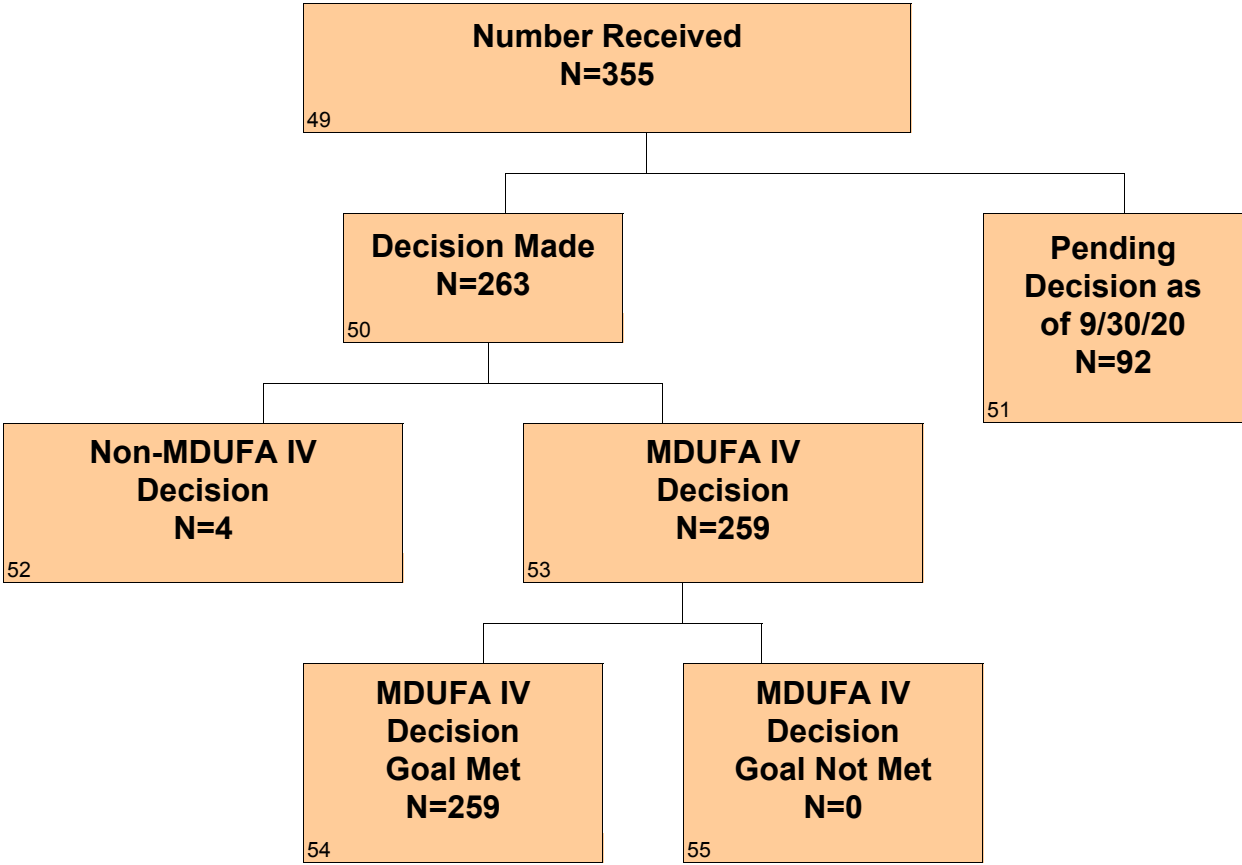 Number Received
N=355
49
Decision Made
N=263
50
Pending
Decision as
of 9/30/20
N=92
51
Non-MDUFA IV
Decision
N=4
52
MDUFA IV
Decision
N=259
53
MDUFA IV
Decision
Goal Met
N=259
54
MDUFA IV
Decision
Goal Not Met
N=0
55